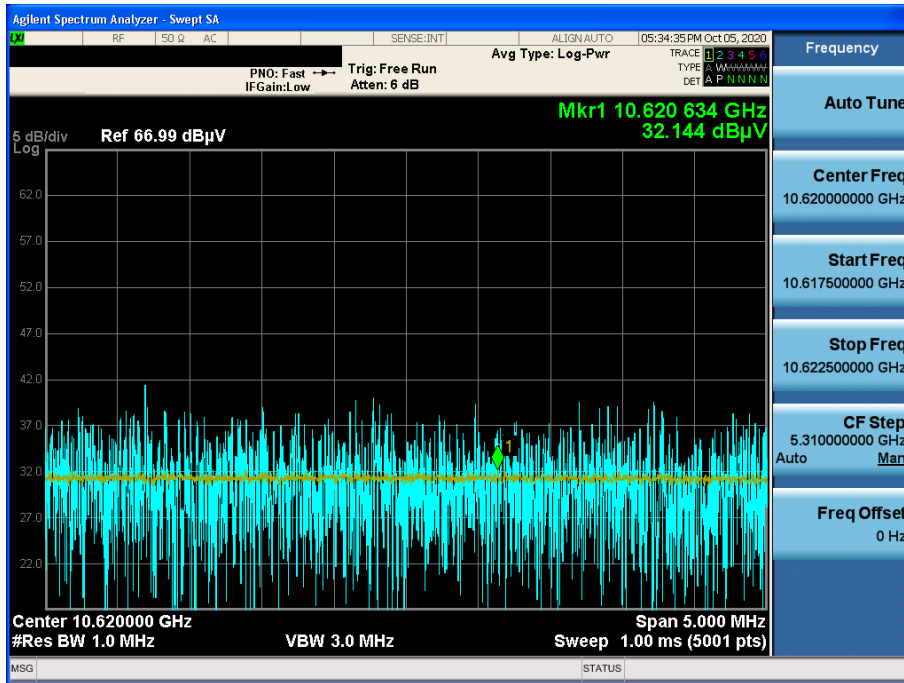 Agilent Spectrum Analyzer - Swept SA
LXI RF 50 Ω AC SENSE:INT ALIGN AUTO 05:34:35 PM Oct 05, 2020
Avg Type: Log-Pwr
TRACE 1 2 3 4 5 6
TYPE A WWWWW
DET A P N N N N
PNO: Fast
IFGain:Low
Trig: Free Run
Atten: 6 dB
Mkr1 10.620 634 GHz
32.144 dBµV
5 dB/div
Log
Ref 66.99 dBµV
62.0
57.0
52.0
47.0
42.0
37.0
32.0
27.0
22.0
1
Center 10.620000 GHz
Span 5.000 MHz
#Res BW 1.0 MHz
VBW 3.0 MHz
Sweep 1.00 ms (5001 pts)
MSG
STATUS
Frequency
Auto Tune
Center Freq
10.620000000 GHz
Start Freq
10.617500000 GHz
Stop Freq
10.622500000 GHz
CF Step
5.310000000 GHz
Auto Man
Freq Offset
0 Hz